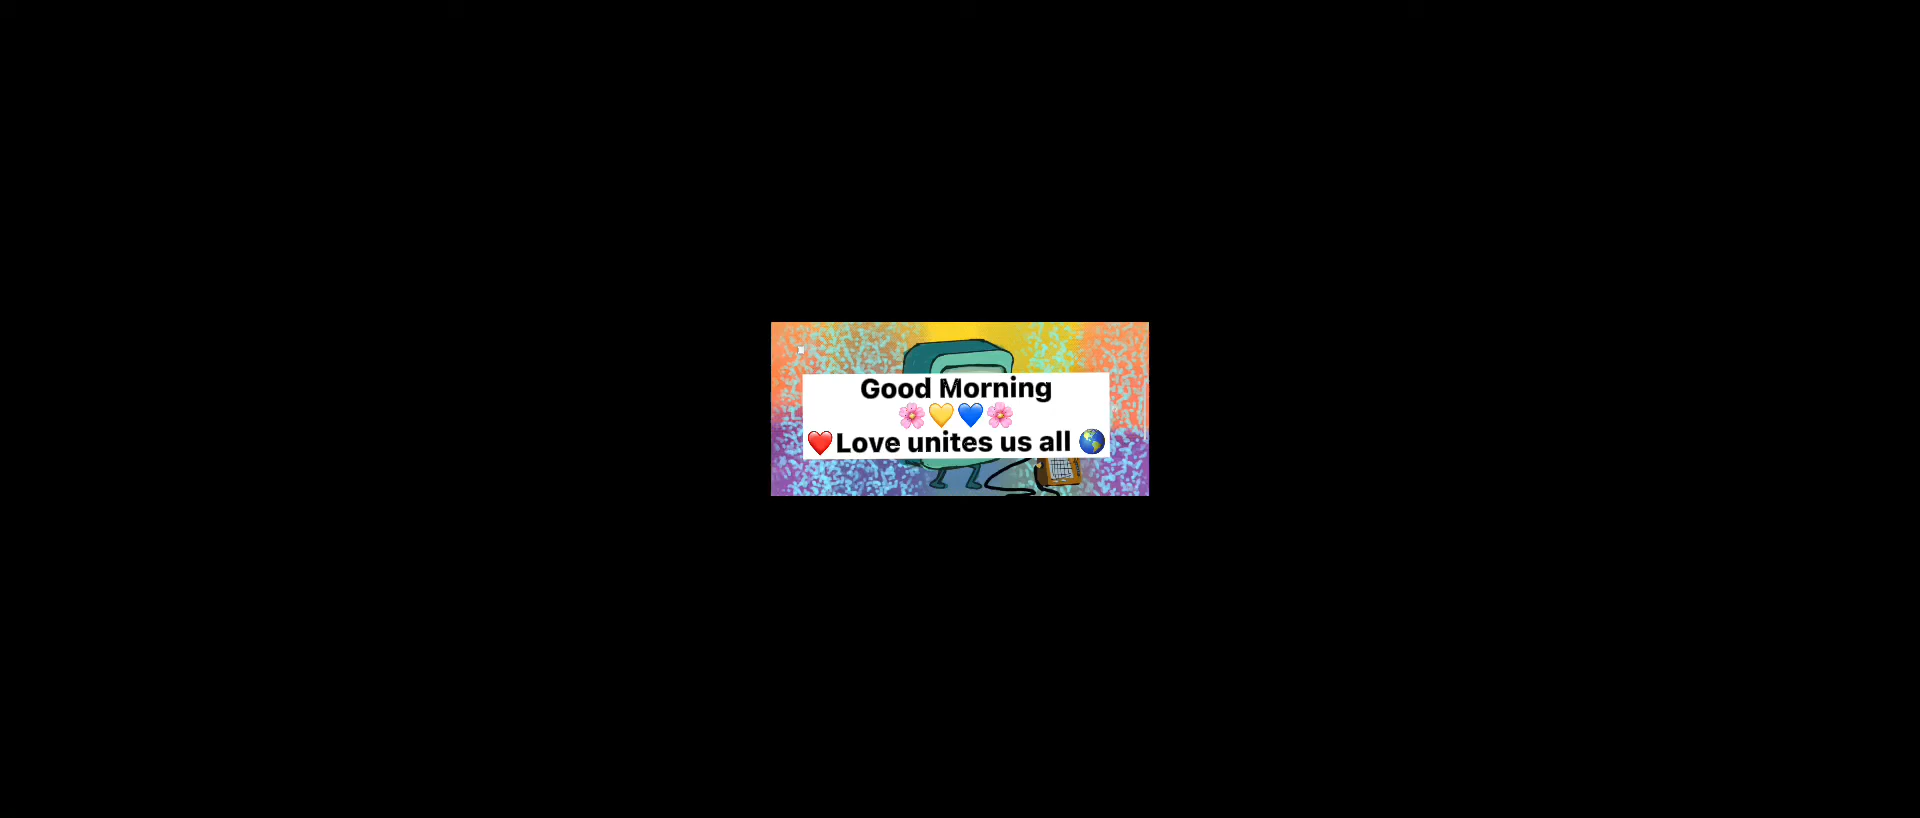 Good Morning
🌸💛💙🌸
❤️Love unites us all 🌎